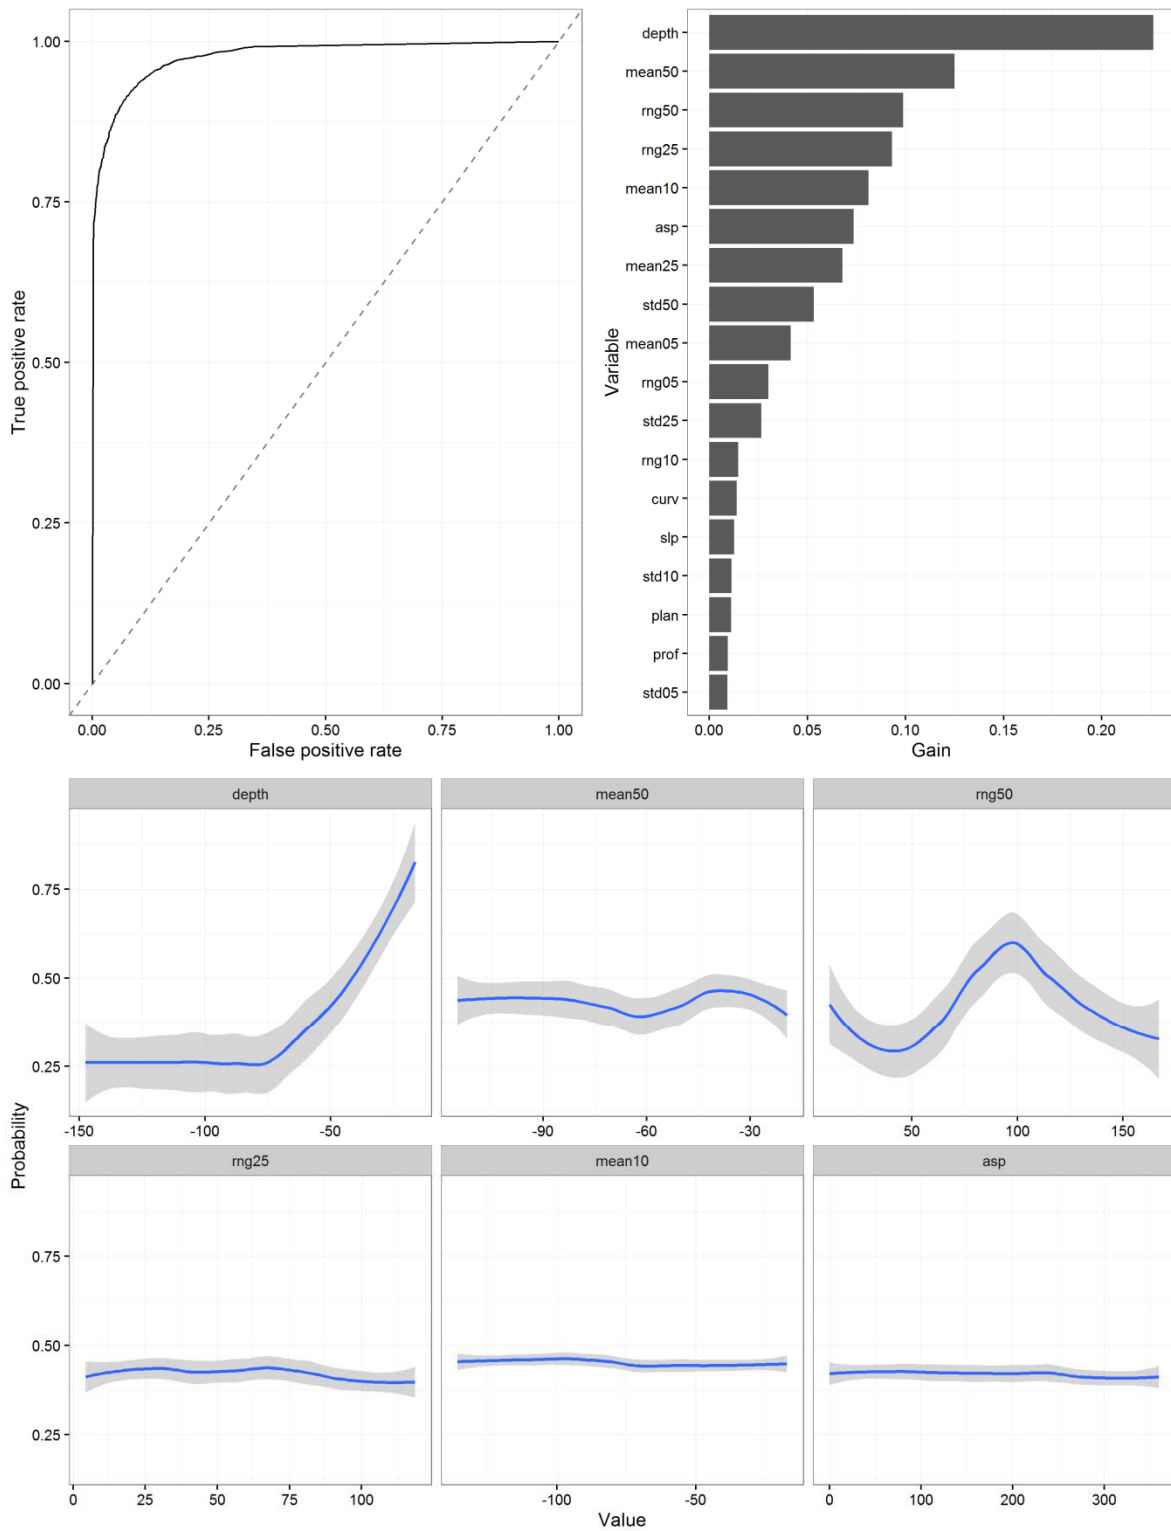 1.00
0.75
0.50
0.25
0.00
True positive rate
0.00 0.25 0.50 0.75 1.00
False positive rate
Variable
depth
mean50
rng50
rng25
mean10
asp
mean25
std50
mean05
rng05
std25
rng10
curv
slp
std10
plan
prof
std05
0.00 0.05 0.10 0.15 0.20
Gain
Probability
depth mean50 rng50
0.75
0.50
0.25
-150 -100 -50 -90 -60 -30 50 100 150
rng25 mean10 asp
0.75
0.50
0.25
0 25 50 75 100 -100 -50 0 100 200 300
Value